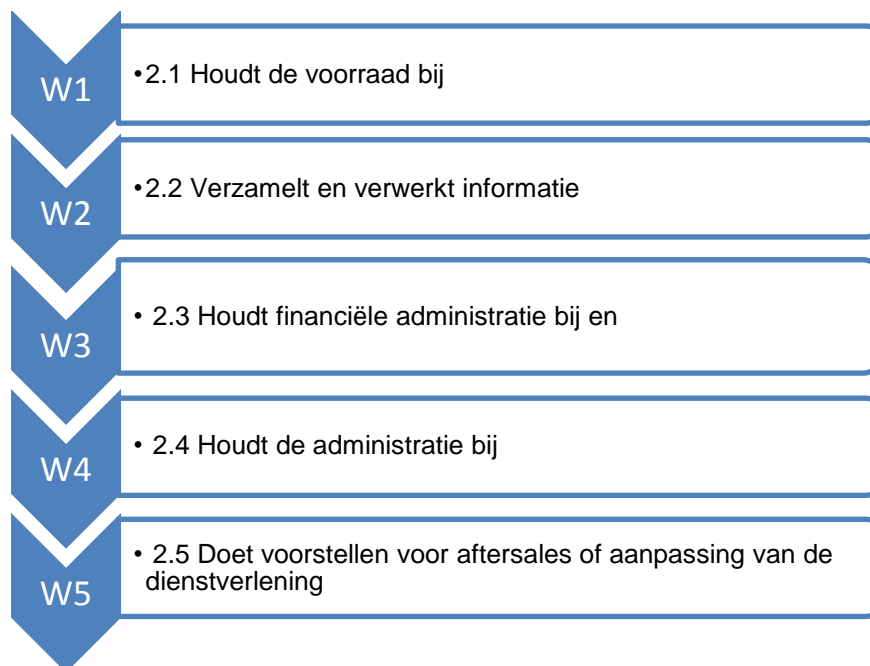 W1
•2.1 Houdt de voorraad bij
W2
•2.2 Verzamelt en verwerkt informatie
W3
• 2.3 Houdt financiële administratie bij en
W4
• 2.4 Houdt de administratie bij
W5
• 2.5 Doet voorstellen voor aftersales of aanpassing van de
dienstverlening